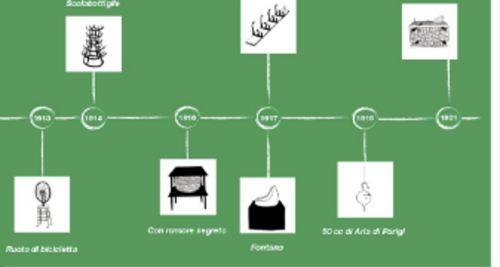 Scolabottiglie
1913
1914
1916
1917
1919
1921
Ruota di bicicletta
Con rumore segreto
Fontana
50 cc di Aria di Parigi